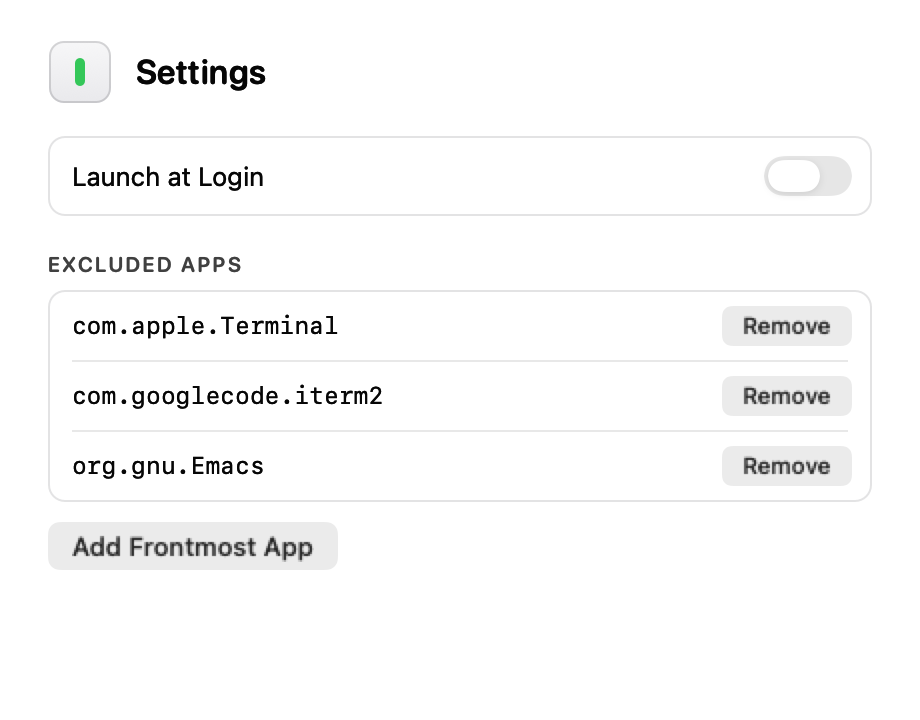 Settings
Launch at Login
EXCLUDED APPS
com.apple.Terminal Remove
com.googlecode.iterm2 Remove
org.gnu.Emacs Remove
Add Frontmost App